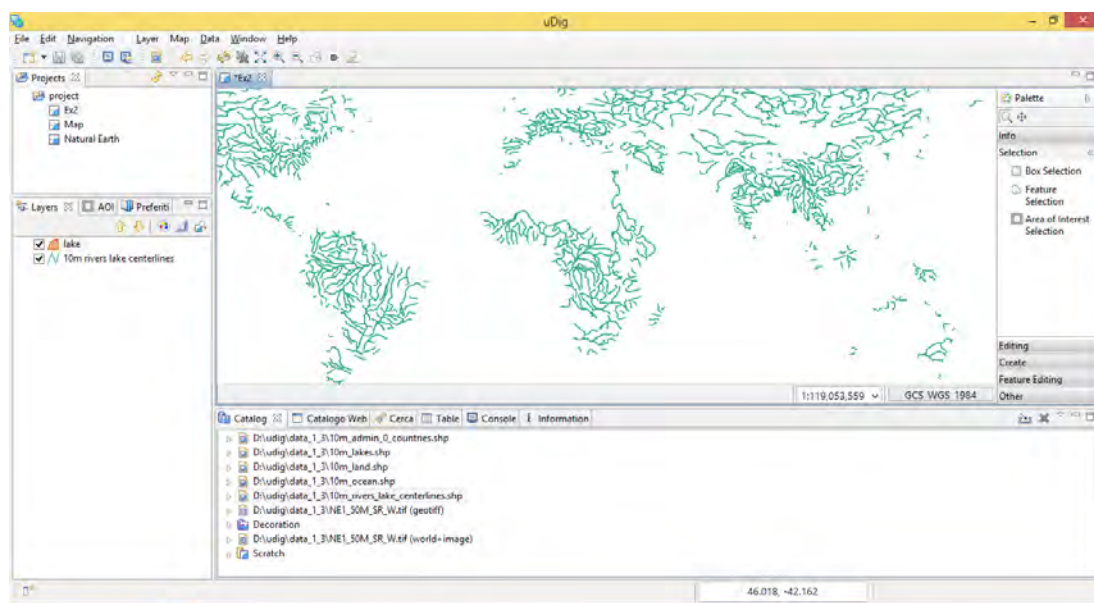 uDig
File Edit Navigation Layer Map Data Window Help
Projects
project
Ex2
Map
Natural Earth
*Ex2
Palette
Info
Selection
Box Selection
Feature
Selection
Area of Interest
Selection
Editing
Create
Feature Editing
Other
Layers AOI Preferiti
lake
10m rivers lake centerlines
1:119,053,559 GCS_WGS_1984
Catalog Catalogo Web Cerca Table Console Information
D:\udig\data_1_3\10m_admin_0_countries.shp
D:\udig\data_1_3\10m_lakes.shp
D:\udig\data_1_3\10m_land.shp
D:\udig\data_1_3\10m_ocean.shp
D:\udig\data_1_3\10m_rivers_lake_centerlines.shp
D:\udig\data_1_3\NE1_50M_SR_W.tif (geotiff)
Decoration
D:\udig\data_1_3\NE1_50M_SR_W.tif (world+image)
Scratch
46.018, -42.162